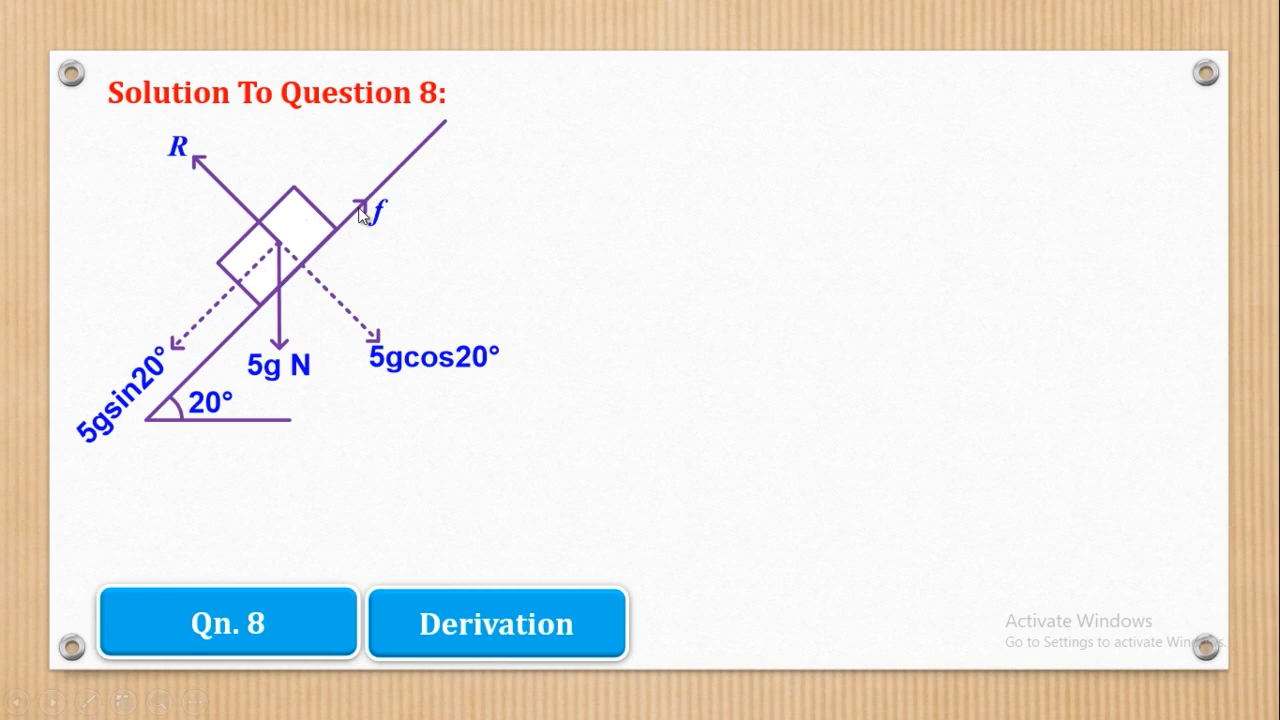 Solution To Question 8:
R
f
5gsin20°
5g N
5gcos20°
20°
Qn. 8
Derivation
Activate Windows
Go to Settings to activate Windows.